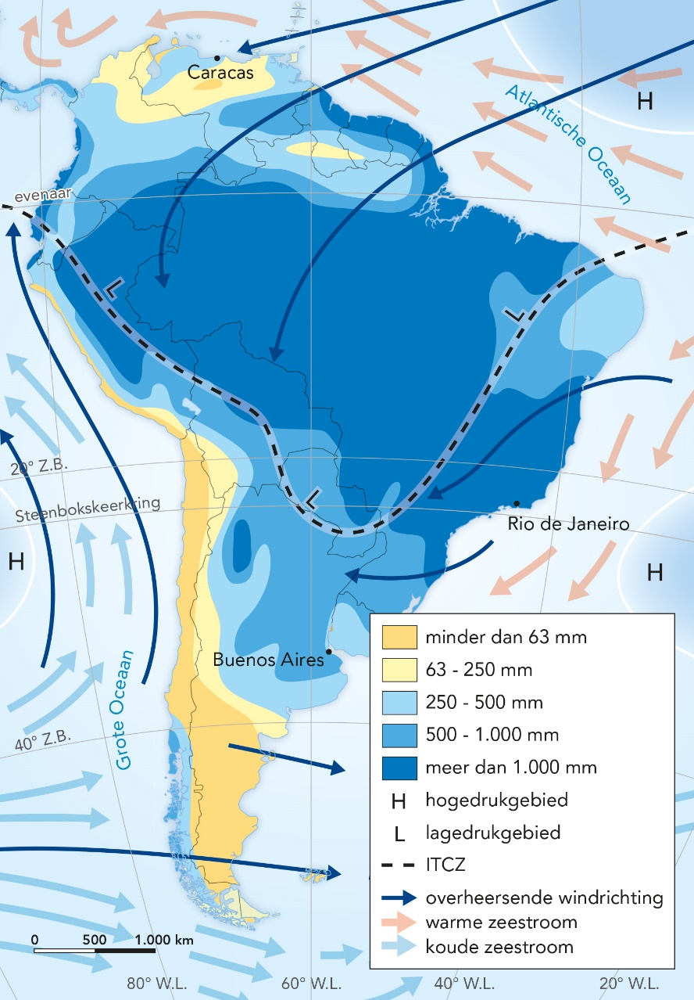 Caracas
H
Atlantische Oceaan
evenaar
L
L
20° Z.B.
Steenbokskeerkring
L
Rio de Janeiro
H
H
Buenos Aires
Grote Oceaan
40° Z.B.
minder dan 63 mm
63 - 250 mm
250 - 500 mm
500 - 1.000 mm
meer dan 1.000 mm
H hogedrukgebied
L lagedrukgebied
ITCZ
overheersende windrichting
warme zeestroom
koude zeestroom
0 500 1.000 km
80° W.L. 60° W.L. 40° W.L. 20° W.L.